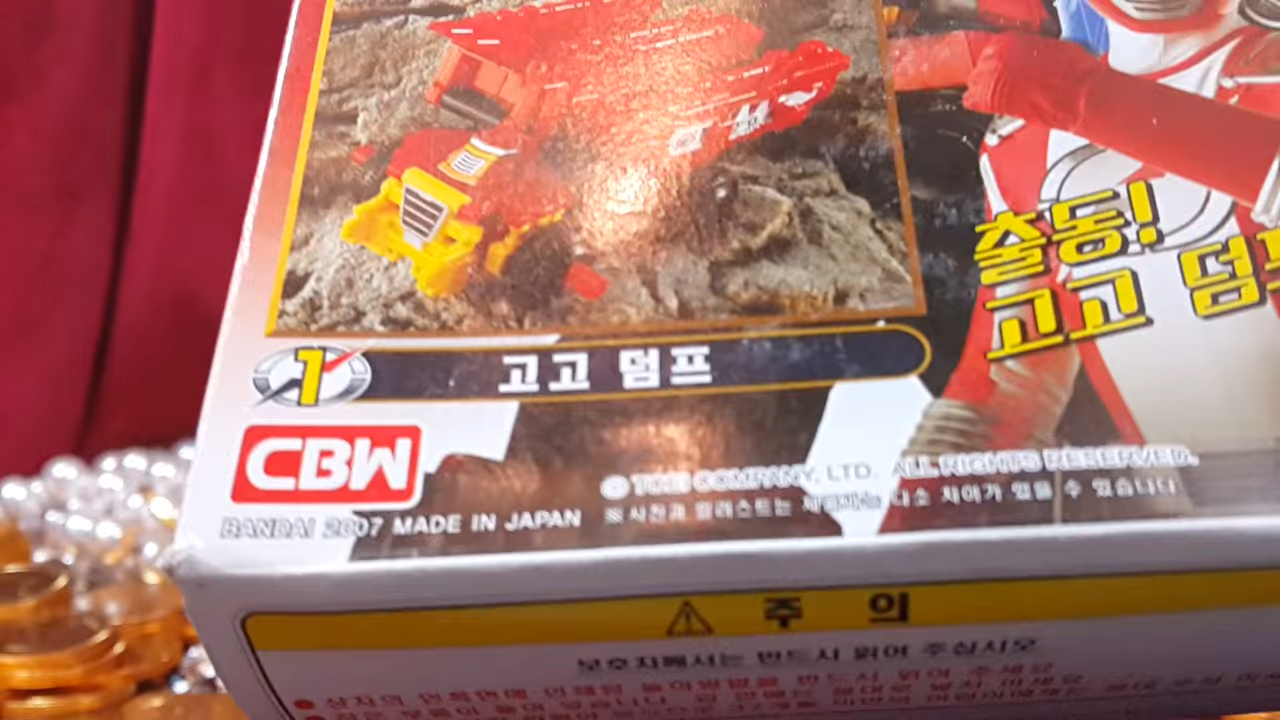 출동!
고고 덤프
1 고고 덤프
CBW
© TOEI COMPANY, LTD. ALL RIGHTS RESERVED.
BANDAI 2007 MADE IN JAPAN
※사진과 일러스트는 제품과는 다소 차이가 있을 수 있습니다
⚠ 주 의
보호자께서는 반드시 읽어 주십시오